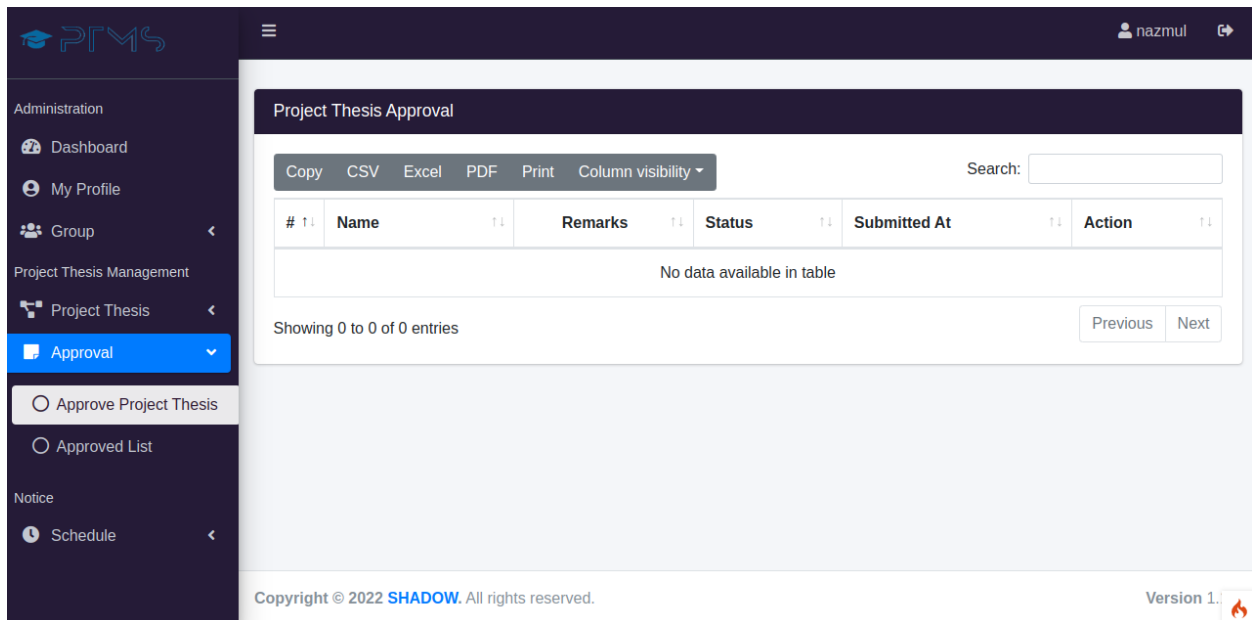 PTMS
nazmul
Administration
Dashboard
My Profile
Group
Project Thesis Management
Project Thesis
Approval
Approve Project Thesis
Approved List
Notice
Schedule
Project Thesis Approval
Copy CSV Excel PDF Print Column visibility
Search:
# Name Remarks Status Submitted At Action
No data available in table
Showing 0 to 0 of 0 entries
Previous Next
Copyright © 2022 SHADOW. All rights reserved.
Version 1.